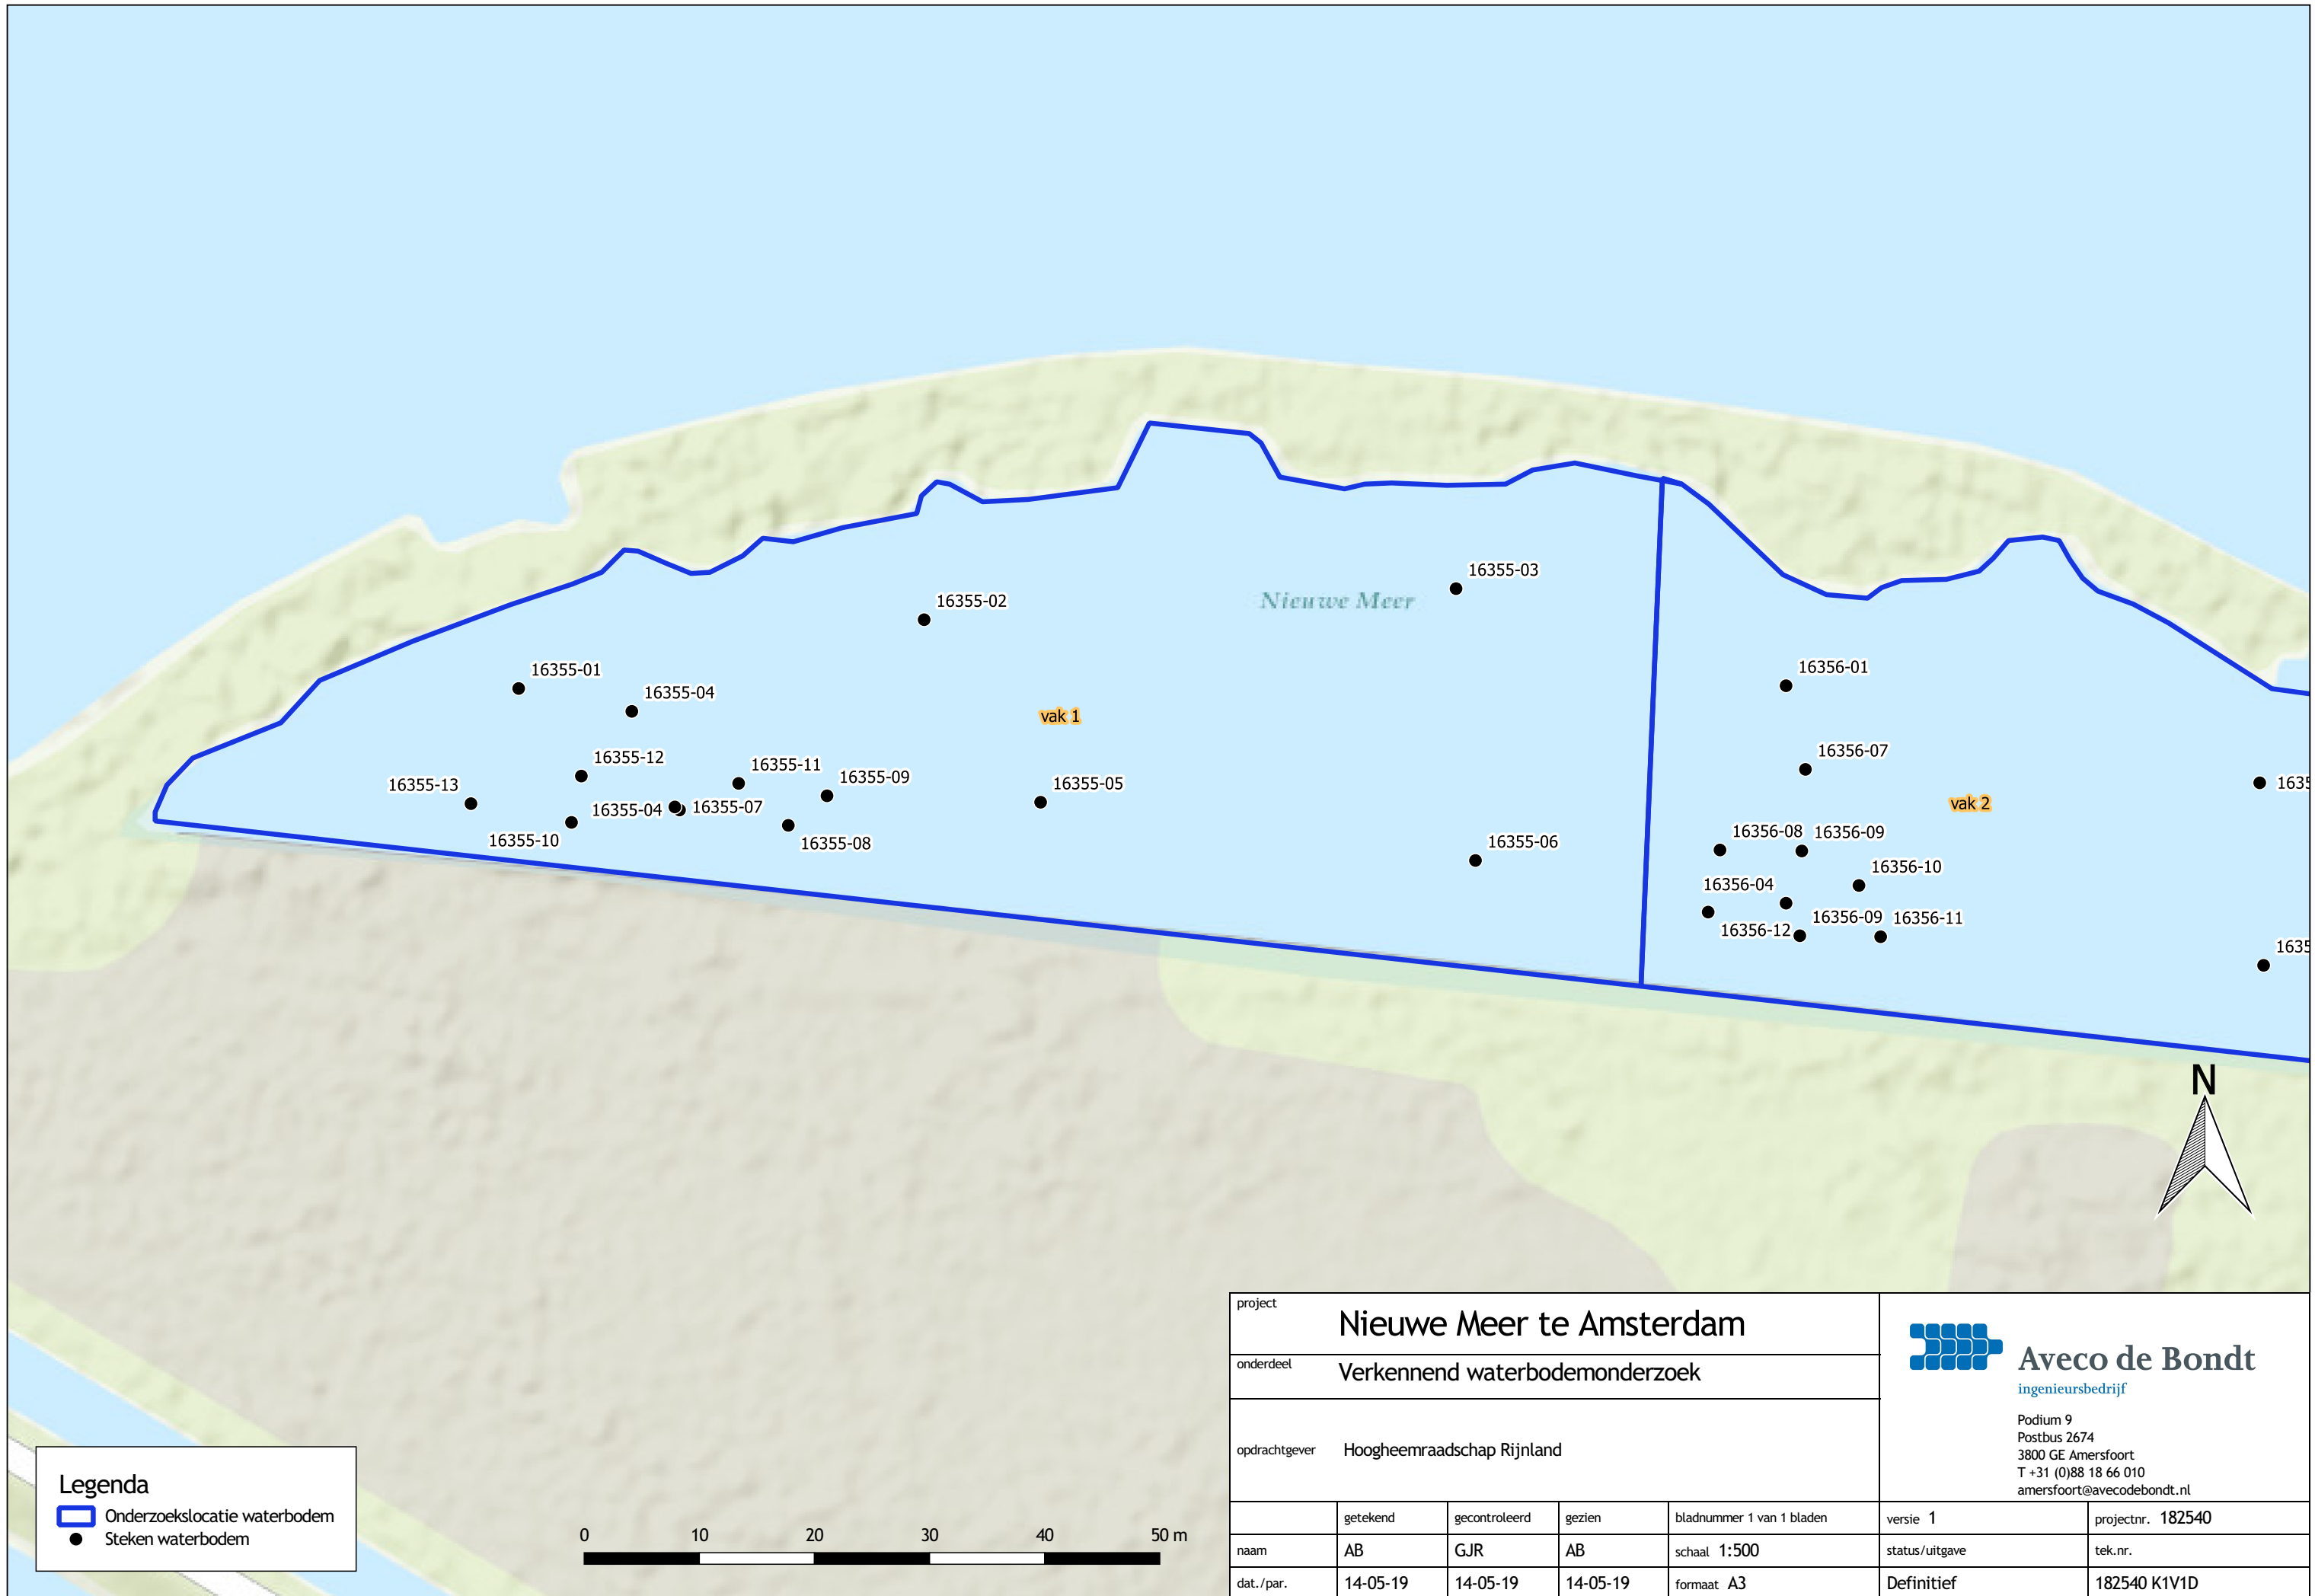 16355-03
16355-02
Nieuwe Meer
16355-01
16355-04
16356-01
vak 1
16355-12
16355-11
16355-09
16355-13
16355-05
16356-07
1635
vak 2
16355-04
16355-07
16355-10
16355-08
16355-06
16356-08
16356-09
16356-10
16356-04
16356-09
16356-11
16356-12
1635
N
Legenda
Onderzoekslocatie waterbodem
Steken waterbodem
0 10 20 30 40 50 m
project
Nieuwe Meer te Amsterdam
onderdeel
Verkennend waterbodemonderzoek
opdrachtgever Hoogheemraadschap Rijnland
Aveco de Bondt
ingenieursbedrijf
Podium 9
Postbus 2674
3800 GE Amersfoort
T +31 (0)88 18 66 010
amersfoort@avecodebondt.nl
getekend gecontroleerd gezien bladnummer 1 van 1 bladen versie 1 projectnr. 182540
naam AB GJR AB schaal 1:500 status/uitgave tek.nr.
dat./par. 14-05-19 14-05-19 14-05-19 formaat A3 Definitief 182540 K1V1D